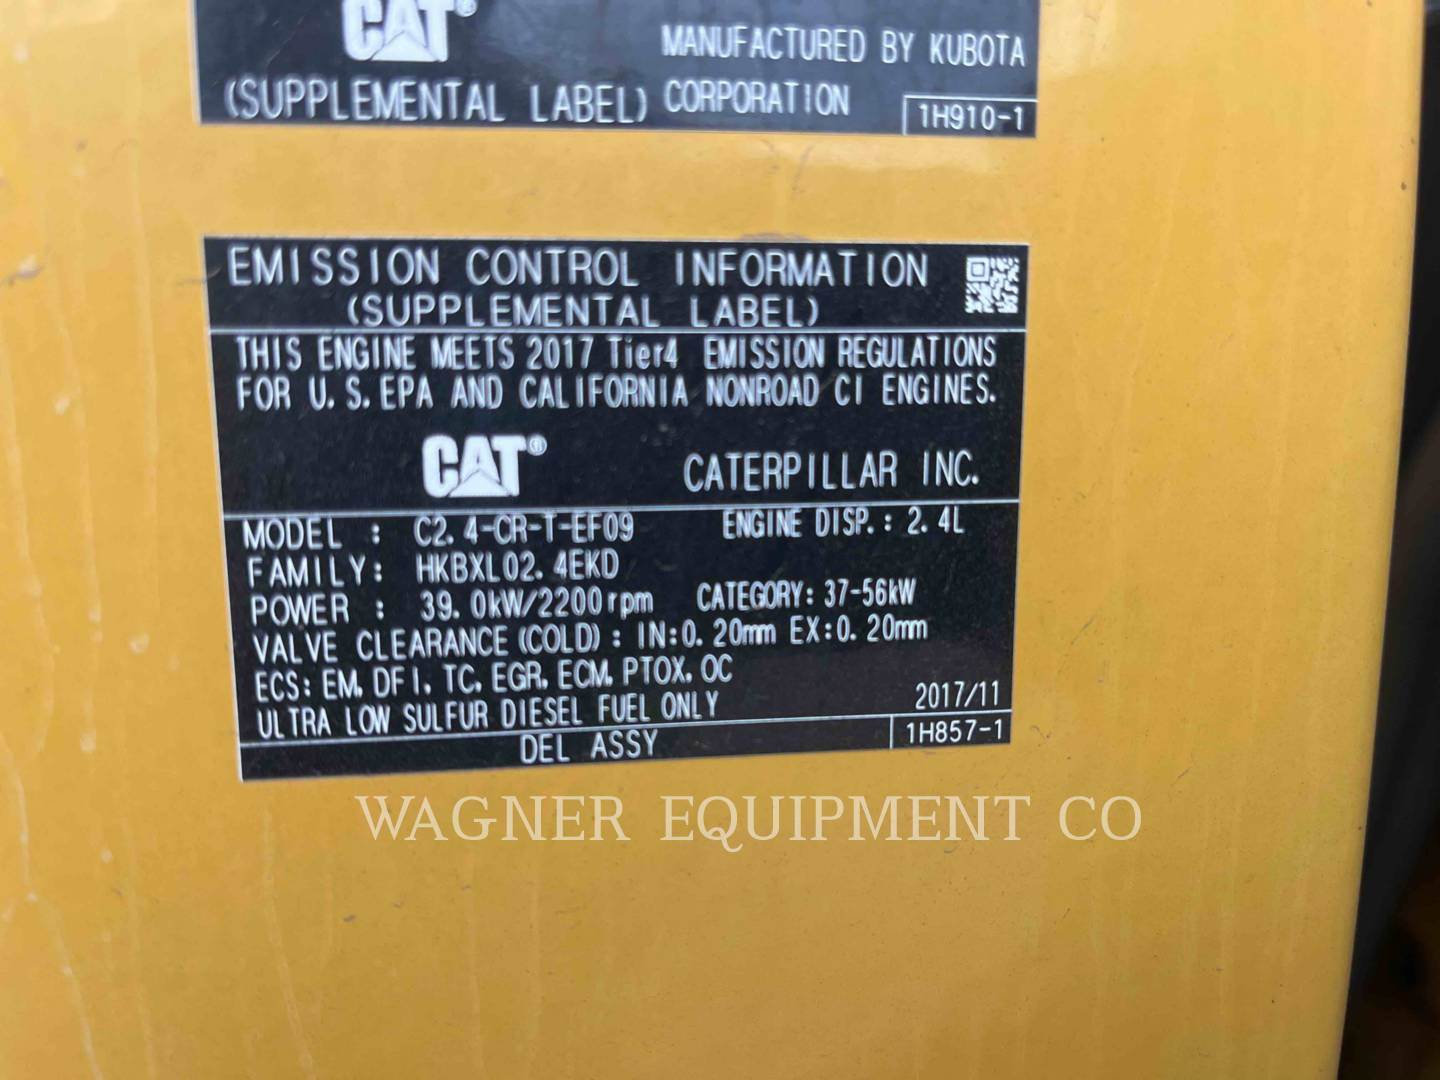 CAT®
MANUFACTURED BY KUBOTA
(SUPPLEMENTAL LABEL) CORPORATION
1H910-1
EMISSION CONTROL INFORMATION
(SUPPLEMENTAL LABEL)
THIS ENGINE MEETS 2017 Tier4 EMISSION REGULATIONS
FOR U.S.EPA AND CALIFORNIA NONROAD CI ENGINES.
CAT® CATERPILLAR INC.
MODEL : C2.4-CR-T-EF09 ENGINE DISP.: 2.4L
FAMILY: HKBXL02.4EKD
POWER : 39.0kW/2200rpm CATEGORY: 37-56kW
VALVE CLEARANCE(COLD): IN:0.20mm EX:0.20mm
ECS: EM, DFI, TC, EGR, ECM, PTOX, OC
ULTRA LOW SULFUR DIESEL FUEL ONLY 2017/11
DEL ASSY 1H857-1
WAGNER EQUIPMENT CO